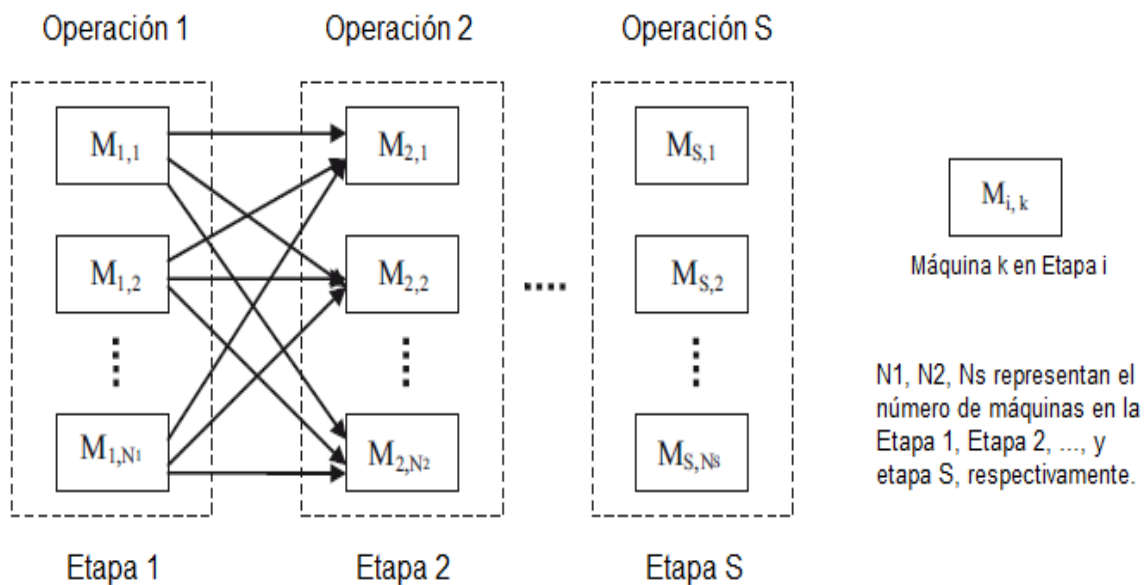 Operación 1
Operación 2
Operación S
M1,1
M2,1
MS,1
Mi, k
M1,2
M2,2
MS,2
Máquina k en Etapa i
M1,N1
M2,N2
MS,NS
N1, N2, Ns representan el
número de máquinas en la
Etapa 1, Etapa 2, ..., y
etapa S, respectivamente.
Etapa 1
Etapa 2
Etapa S